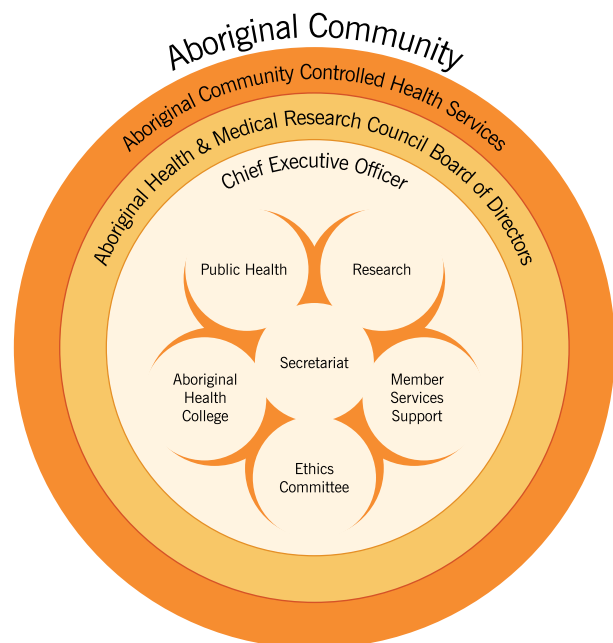 Aboriginal Community
Aboriginal Community Controlled Health Services
Aboriginal Health & Medical Research Council Board of Directors
Chief Executive Officer
Public Health
Research
Secretariat
Aboriginal
Health
College
Member
Services
Support
Ethics
Committee